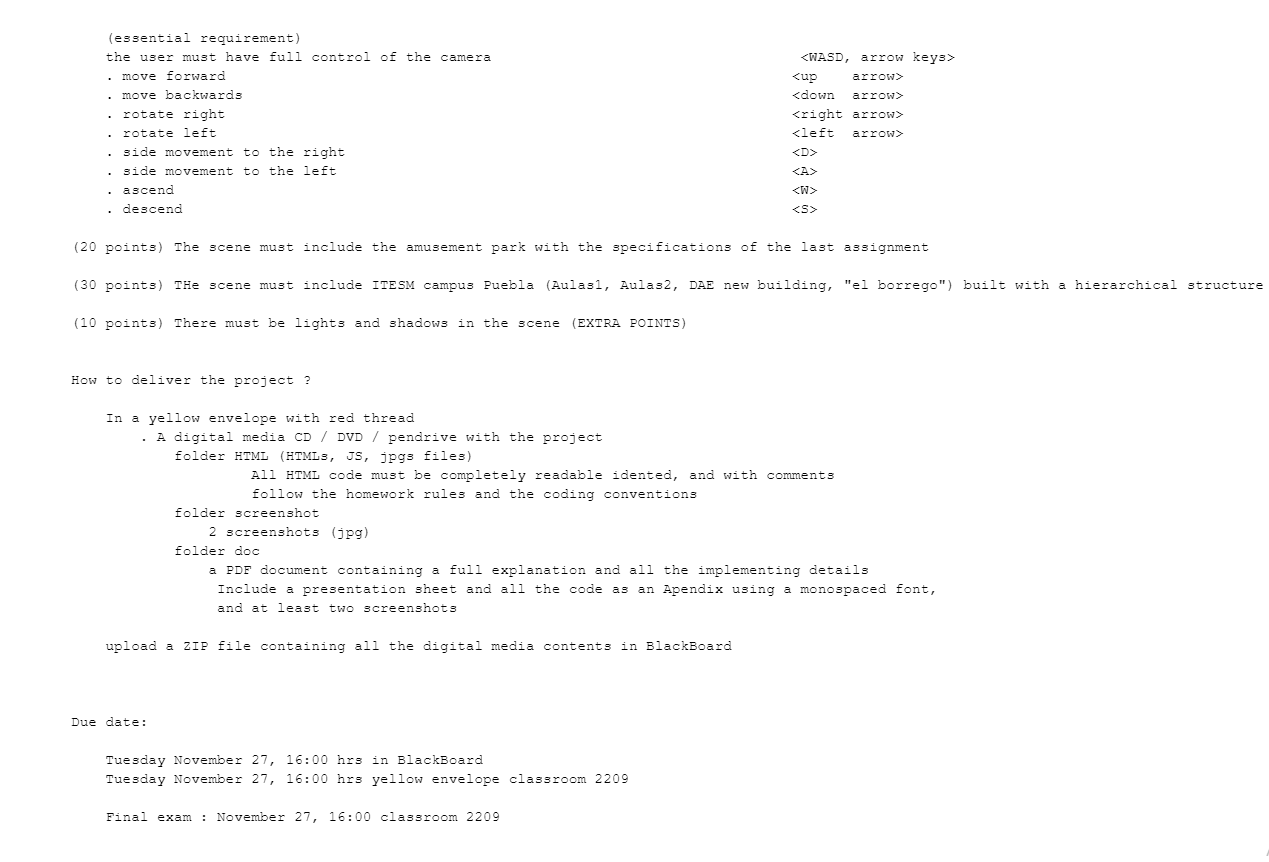 (essential requirement)
the user must have full control of the camera <WASD, arrow keys>
. move forward <up arrow>
. move backwards <down arrow>
. rotate right <right arrow>
. rotate left <left arrow>
. side movement to the right <D>
. side movement to the left <A>
. ascend <W>
. descend <S>
(20 points) The scene must include the amusement park with the specifications of the last assignment
(30 points) THe scene must include ITESM campus Puebla (Aulas1, Aulas2, DAE new building, "el borrego") built with a hierarchical structure
(10 points) There must be lights and shadows in the scene (EXTRA POINTS)
How to deliver the project ?
In a yellow envelope with red thread
. A digital media CD / DVD / pendrive with the project
folder HTML (HTMLs, JS, jpgs files)
All HTML code must be completely readable idented, and with comments
follow the homework rules and the coding conventions
folder screenshot
2 screenshots (jpg)
folder doc
a PDF document containing a full explanation and all the implementing details
Include a presentation sheet and all the code as an Apendix using a monospaced font,
and at least two screenshots
upload a ZIP file containing all the digital media contents in BlackBoard
Due date:
Tuesday November 27, 16:00 hrs in BlackBoard
Tuesday November 27, 16:00 hrs yellow envelope classroom 2209
Final exam : November 27, 16:00 classroom 2209